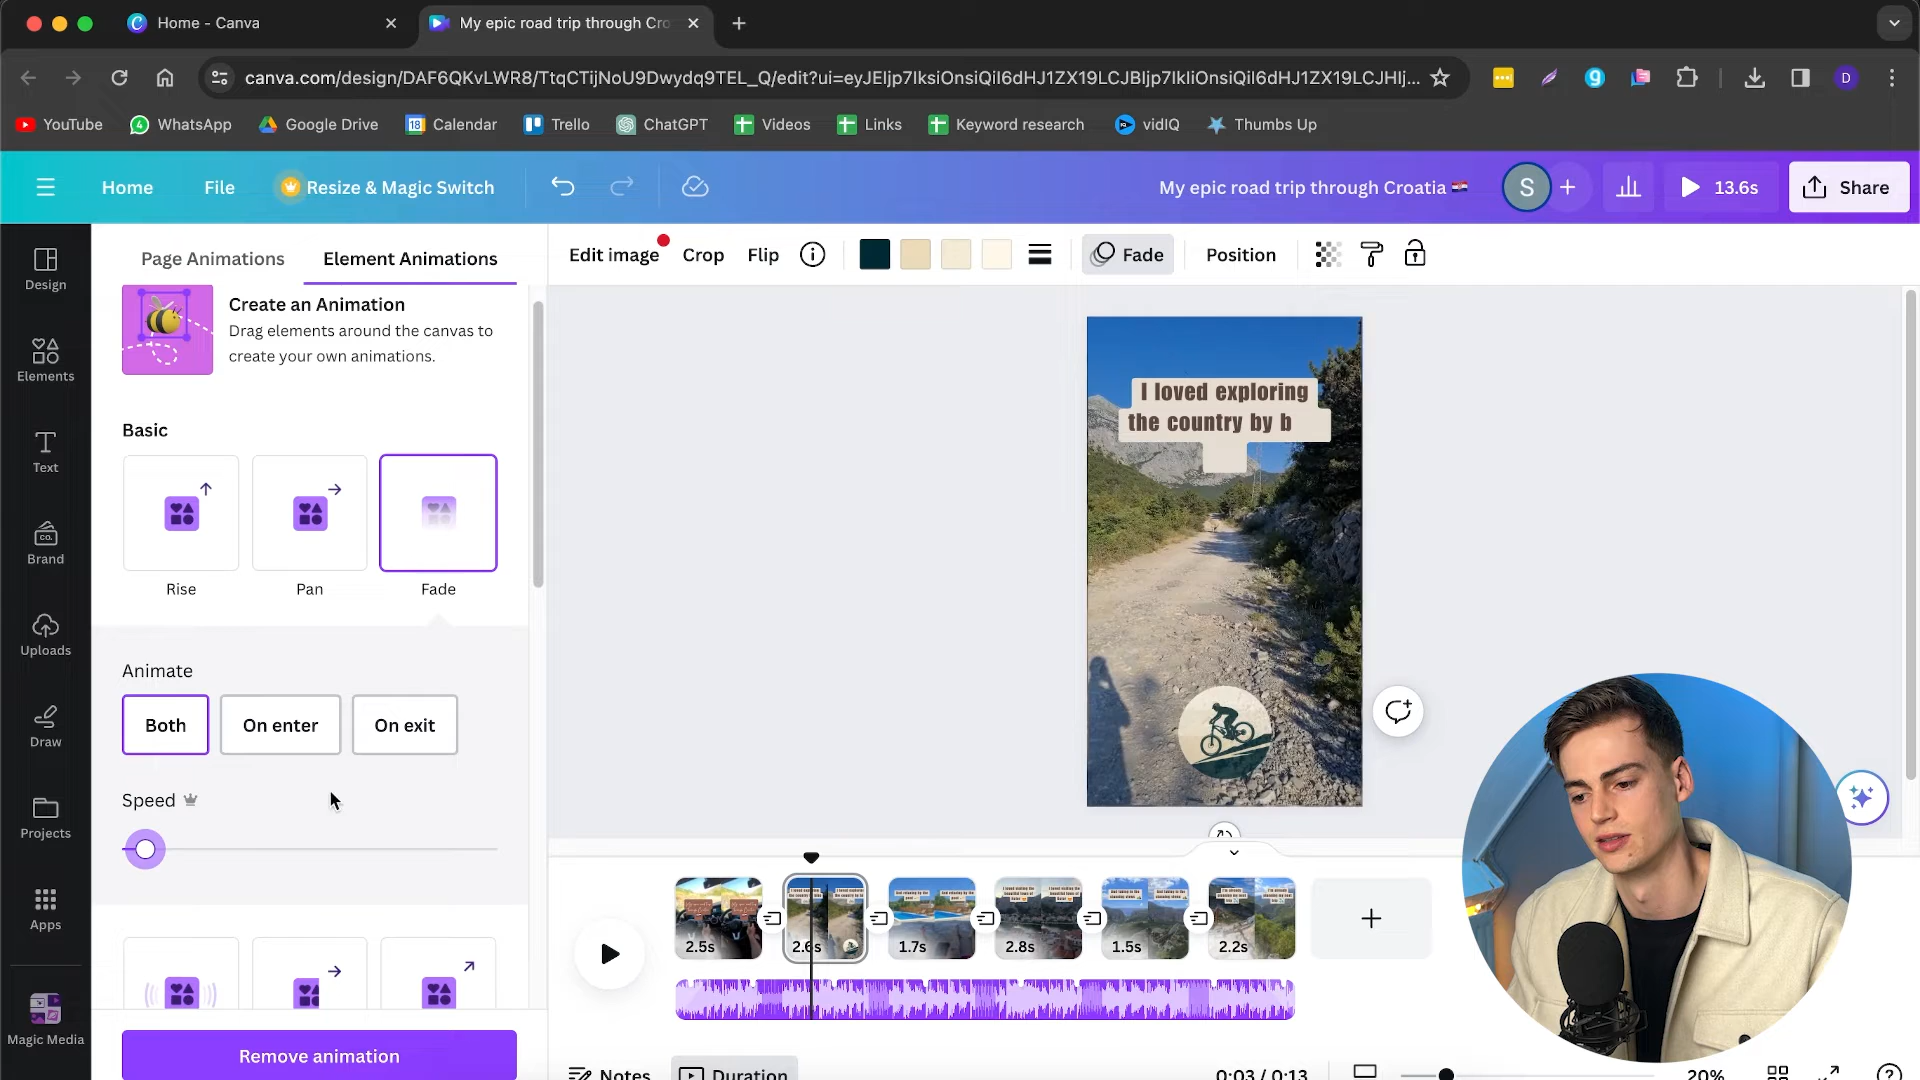 Home - Canva
My epic road trip through Cro
canva.com/design/DAF6QKvLWR8/TtqCTijNoU9Dwydq9TEL_Q/edit?ui=eyJEIjp7IksiOnsiQiI6dHJ1ZX19LCJBIjp7IkIiOnsiQiI6dHJ1ZX19LCJHIj...
D
YouTube
WhatsApp
Google Drive
18
Calendar
Trello
ChatGPT
Videos
Links
Keyword research
vidIQ
Thumbs Up
Home
File
Resize & Magic Switch
My epic road trip through Croatia
S
13.6s
Share
Design
Elements
Text
Brand
Uploads
Draw
Projects
Apps
Magic Media
Page Animations
Element Animations
Create an Animation
Drag elements around the canvas to
create your own animations.
Basic
Rise
Pan
Fade
Animate
Both
On enter
On exit
Speed
Remove animation
Edit image
Crop
Flip
Fade
Position
I loved exploring
the country by b
2.5s
2.6s
1.7s
2.8s
1.5s
2.2s
Notes
Duration
0:03 / 0:13
20%